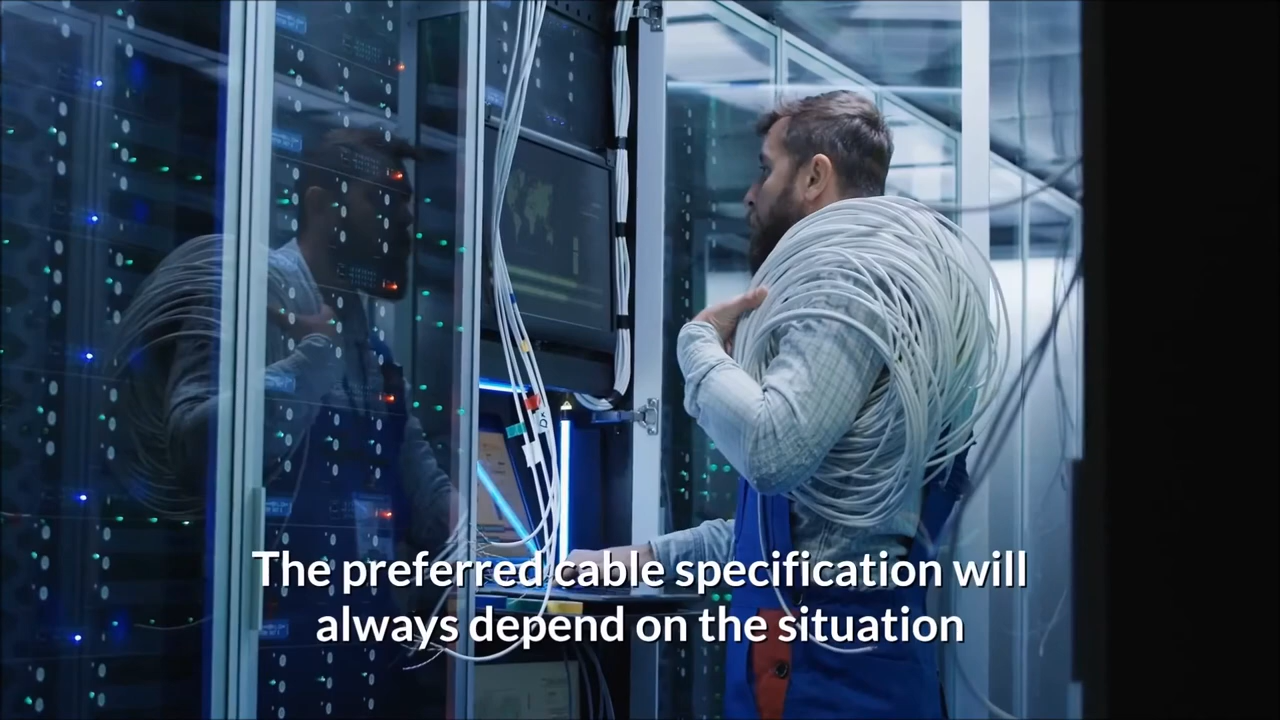 The preferred cable specification will
always depend on the situation